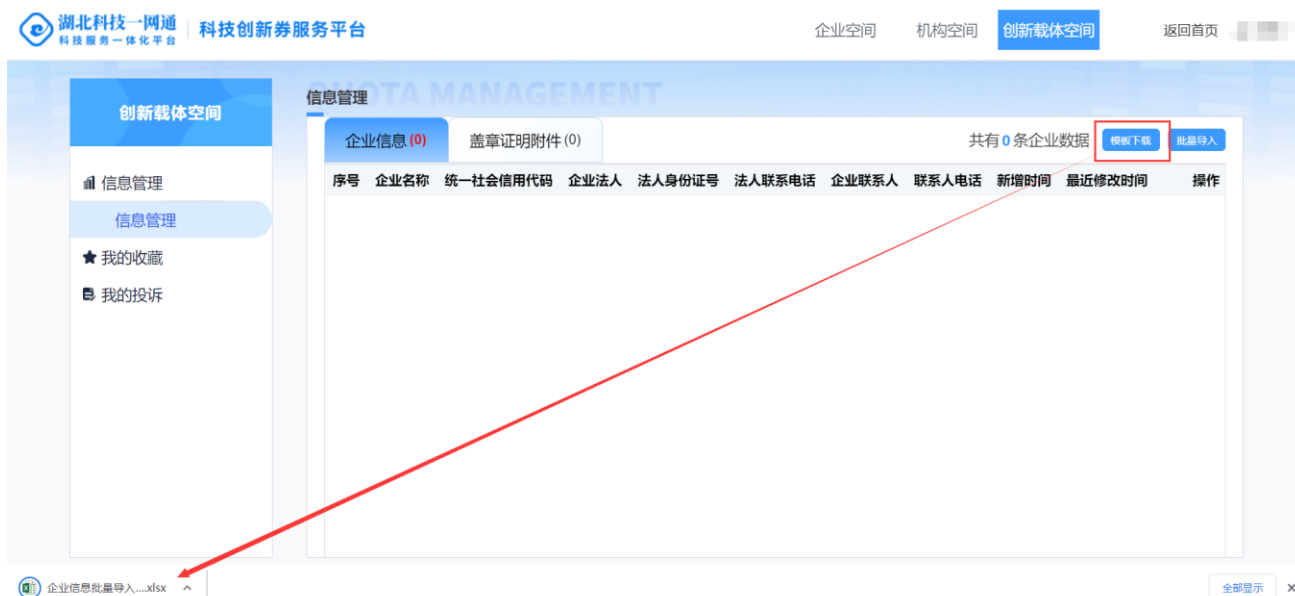 湖北科技一网通
科技服务一体化平台
科技创新券服务平台
企业空间 机构空间 创新载体空间 返回首页
QUOTA MANAGEMENT
创新载体空间
信息管理
信息管理
我的收藏
我的投诉
信息管理
企业信息(0) 盖章证明附件(0) 共有0条企业数据 模板下载 批量导入
序号 企业名称 统一社会信用代码 企业法人 法人身份证号 法人联系电话 企业联系人 联系人电话 新增时间 最近修改时间 操作
企业信息批量导入....xlsx 全部显示